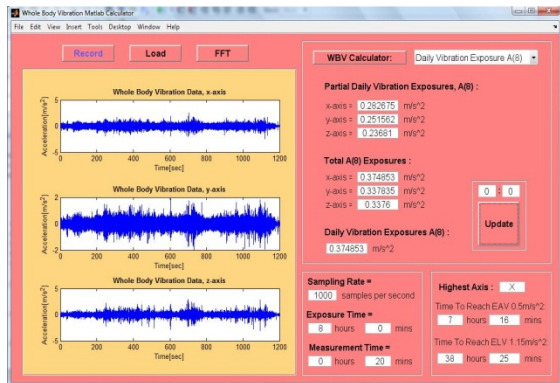 Whole Body Vibration Matlab Calculator
File Edit View Insert Tools Desktop Window Help
Record Load FFT
Whole Body Vibration Data, x-axis
Acceleration[m/s²]
5
0
-5
0 200 400 600 800 1000 1200
Time[sec]
Whole Body Vibration Data, y-axis
Acceleration[m/s²]
2
0
-2
0 200 400 600 800 1000 1200
Time[sec]
Whole Body Vibration Data, z-axis
Acceleration[m/s²]
5
0
-5
0 200 400 600 800 1000 1200
Time[sec]
WBV Calculator: Daily Vibration Exposure A(8)
Partial Daily Vibration Exposures, A(8) :
x-axis = 0.282675 m/s^2
y-axis = 0.251562 m/s^2
z-axis = 0.23681 m/s^2
Total A(8) Exposures :
x-axis = 0.374853 m/s^2
y-axis = 0.337835 m/s^2
z-axis = 0.3376 m/s^2
0 : 0
Update
Daily Vibration Exposures A(8) :
0.374853 m/s^2
Sampling Rate =
1000 samples per second
Exposure Time =
8 hours 0 mins
Measurement Time =
0 hours 20 mins
Highest Axis : X
Time To Reach EAV 0.5m/s^2:
7 hours 16 mins
Time To Reach ELV 1.15m/s^2:
38 hours 25 mins